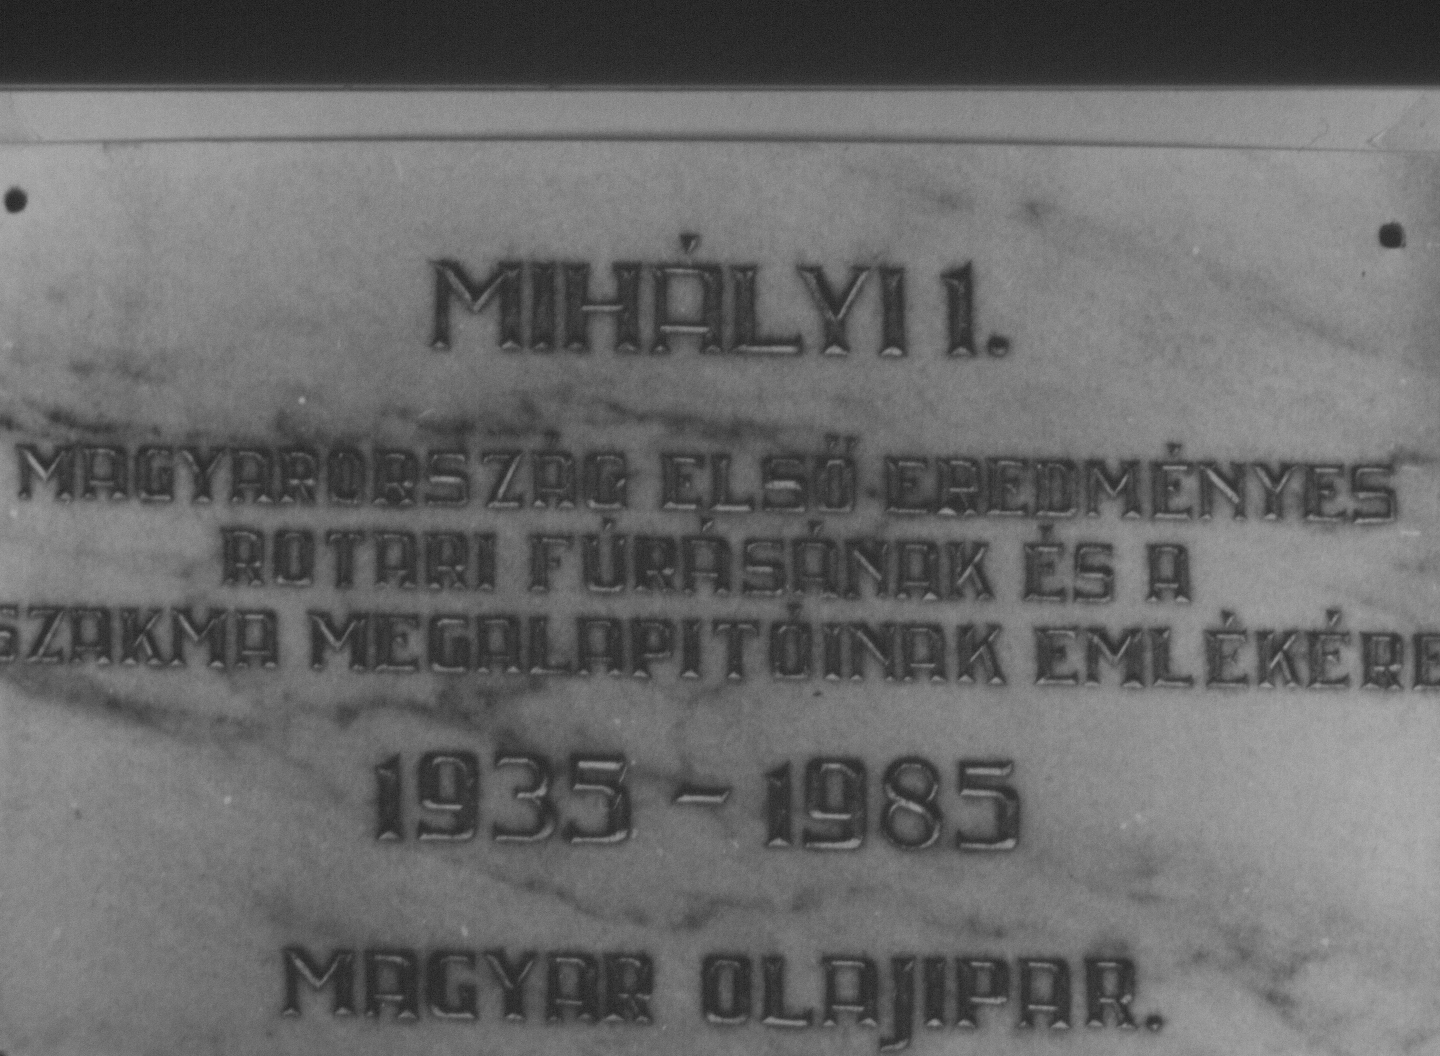 MIHÁLYI 1.
MAGYARORSZÁG ELSŐ EREDMÉNYES
ROTARI FÚRÁSÁNAK ÉS A
SZAKMA MEGALAPITÓINAK EMLÉKÉRE
1935 - 1985
MAGYAR OLAJIPAR.